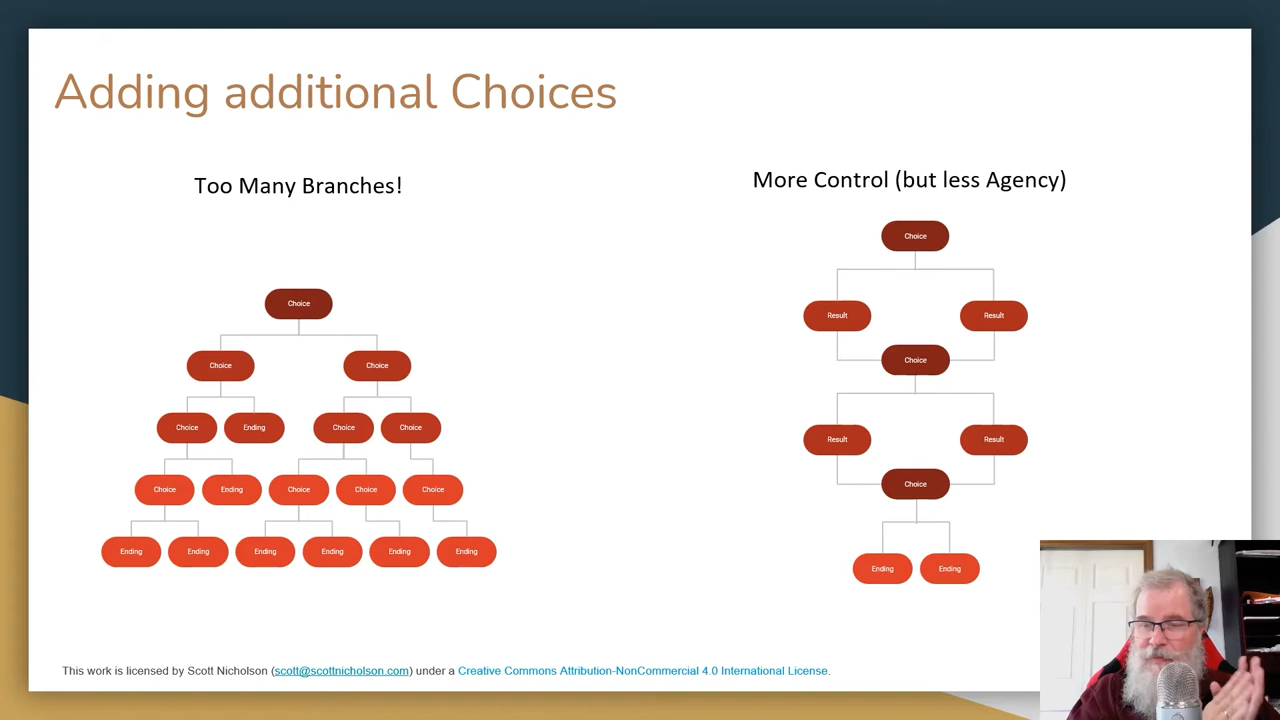 Adding additional Choices
Too Many Branches!
Choice
Choice Choice
Choice Ending Choice Choice
Choice Ending Choice Choice Choice
Ending Ending Ending Ending Ending Ending
More Control (but less Agency)
Choice
Result Result
Choice
Result Result
Choice
Ending Ending
This work is licensed by Scott Nicholson (scott@scottnicholson.com) under a Creative Commons Attribution-NonCommercial 4.0 International License.